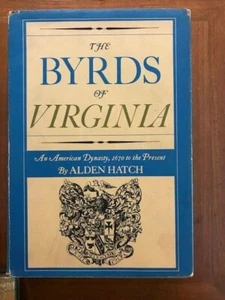 THE
BYRDS
OF
VIRGINIA
An American Dynasty, 1670 to the Present
By ALDEN HATCH